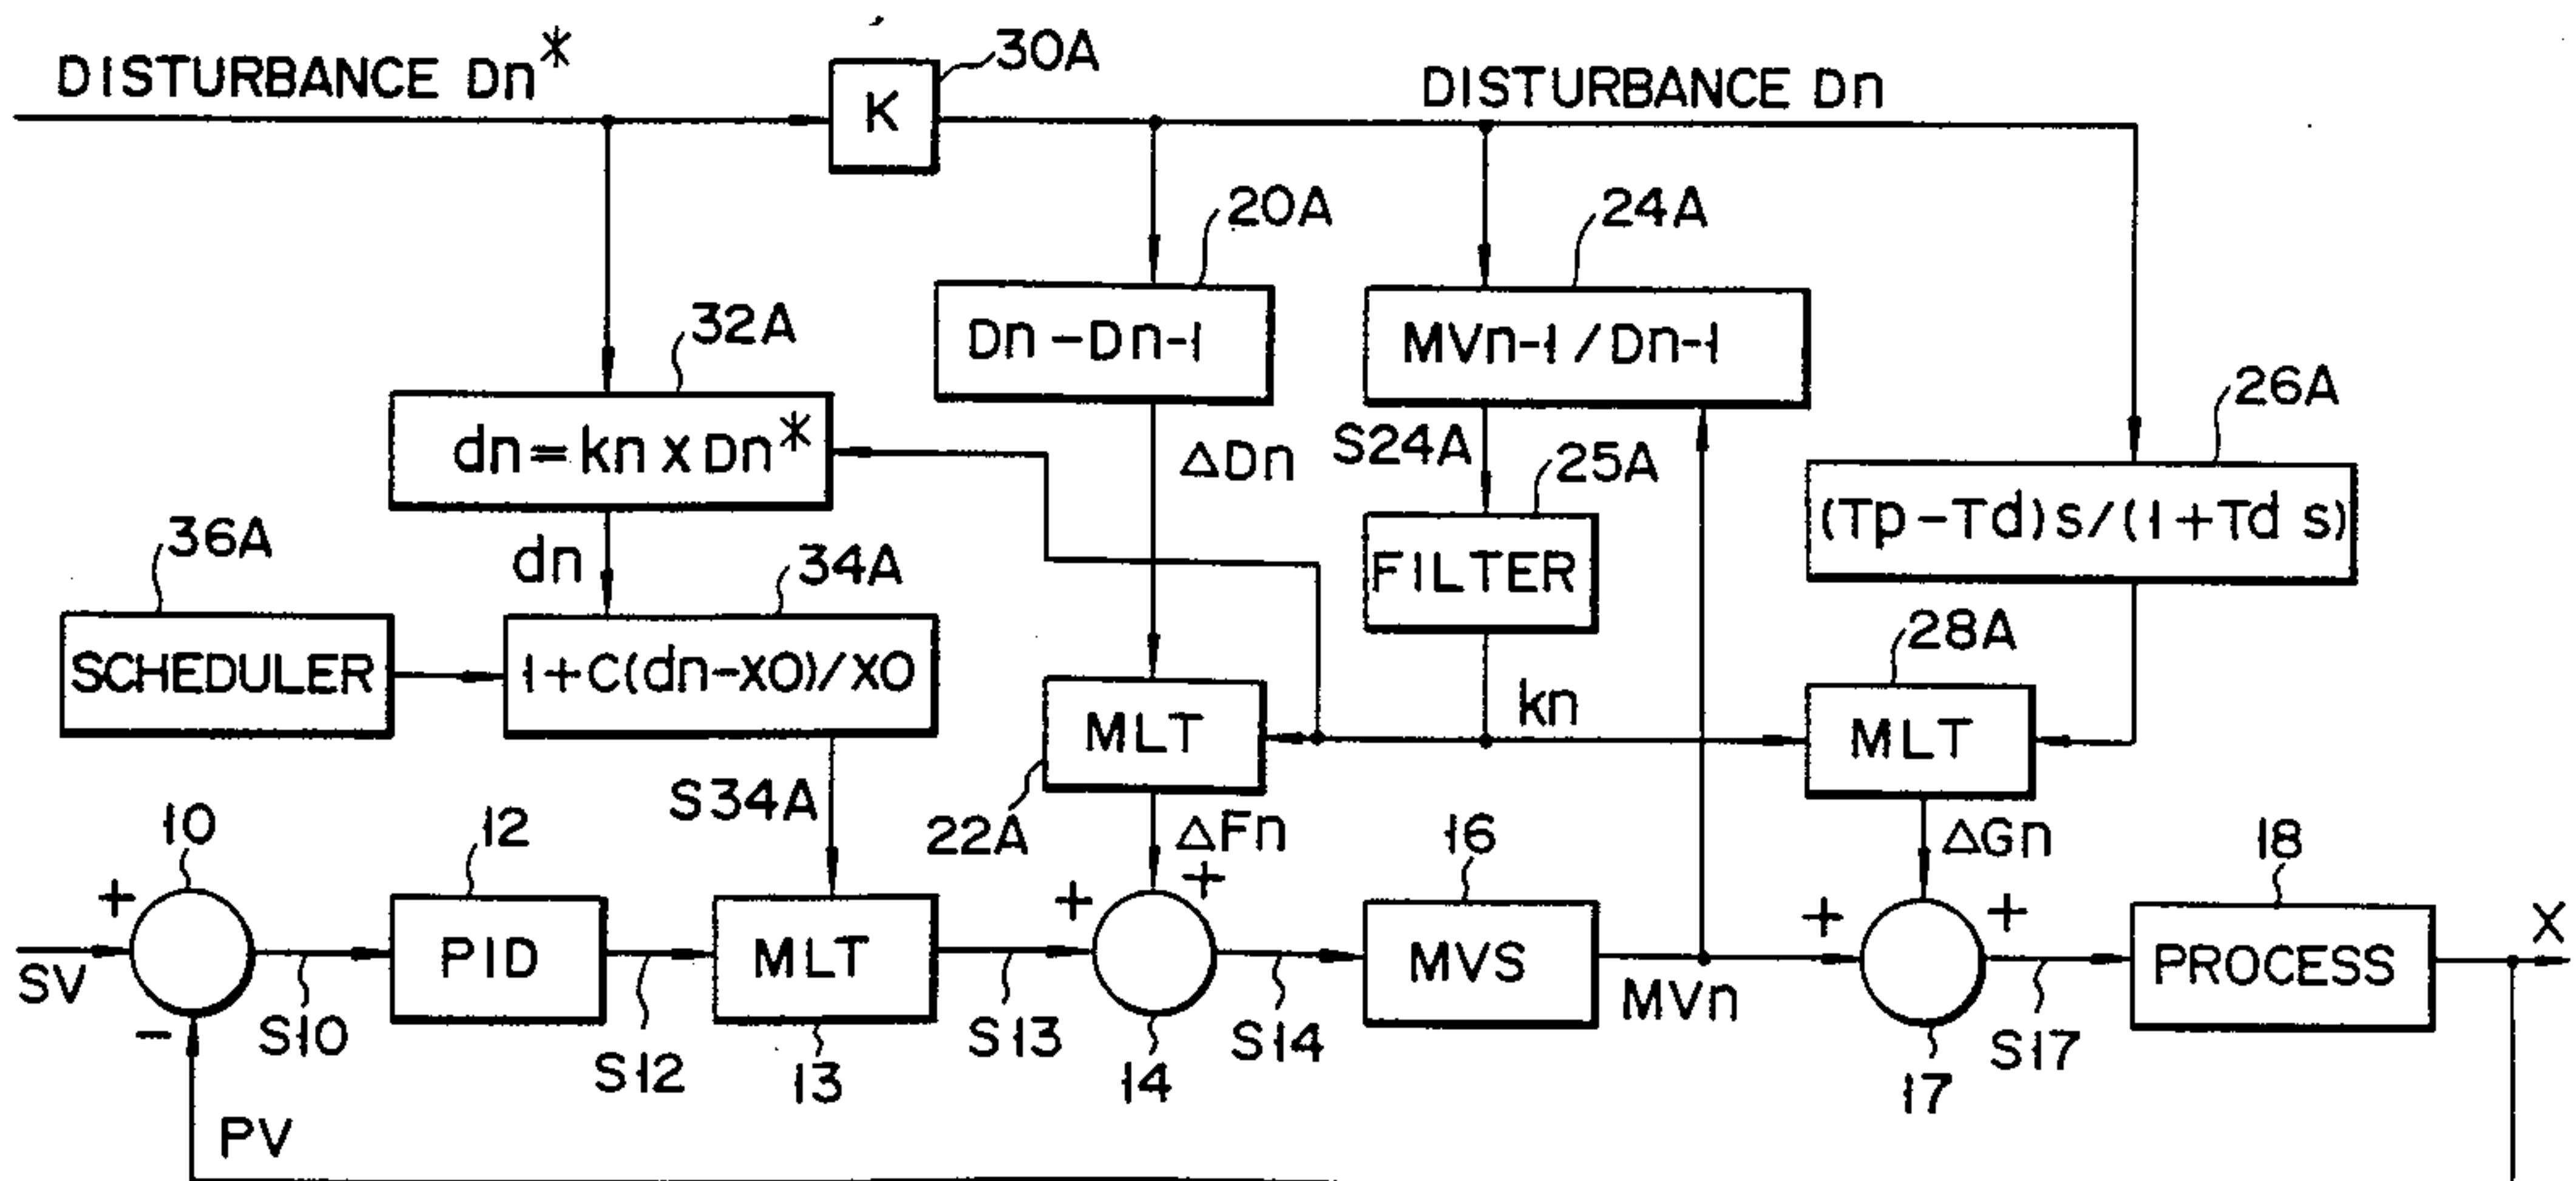 DISTURBANCE Dn*
K
30A
DISTURBANCE Dn
20A
24A
32A
Dn-Dn-1
MVn-1/Dn-1
26A
dn=kn x Dn*
ΔDn
S24A
25A
(Tp-Td)s/(1+Td s)
36A
dn
34A
FILTER
28A
SCHEDULER
1+C(dn-X0)/X0
MLT
kn
MLT
S34A
22A
ΔFn
ΔGn
10
12
16
18
+
+
+
+
+
X
SV
PID
MLT
MVS
MVn
PROCESS
-
S10
S12
13
S13
14
S14
17
S17
PV